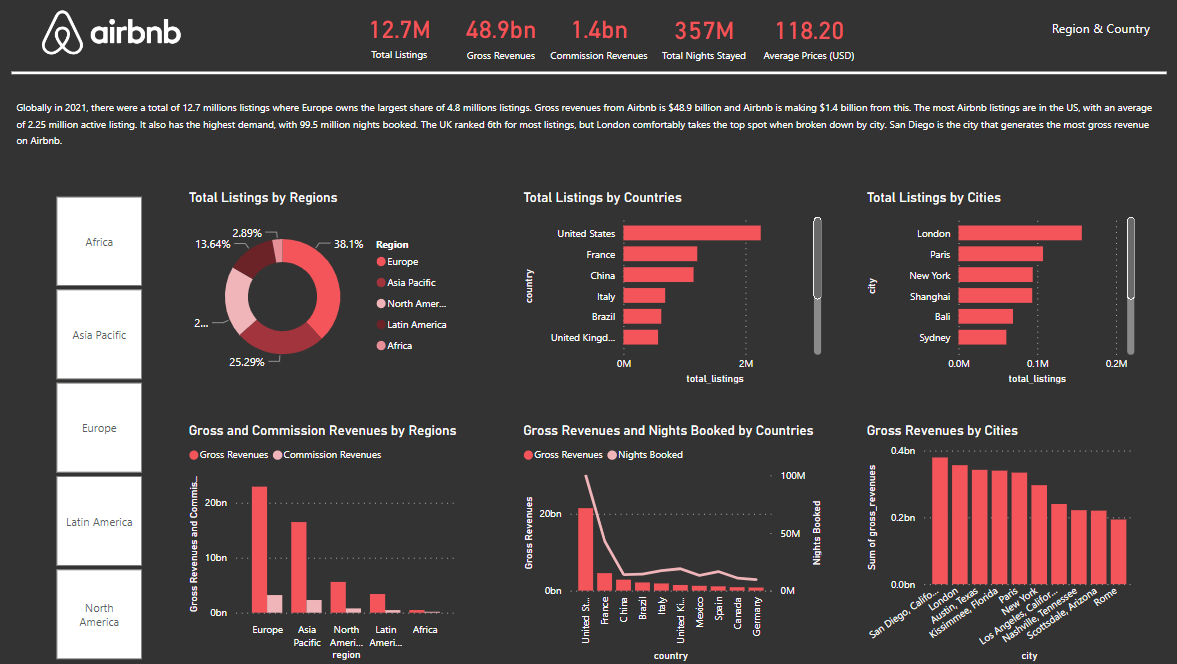 airbnb
12.7M
Total Listings
48.9bn
Gross Revenues
1.4bn
Commission Revenues
357M
Total Nights Stayed
118.20
Average Prices (USD)
Region & Country
Globally in 2021, there were a total of 12.7 millions listings where Europe owns the largest share of 4.8 millions listings. Gross revenues from Airbnb is $48.9 billion and Airbnb is making $1.4 billion from this. The most Airbnb listings are in the US, with an average
of 2.25 million active listing. It also has the highest demand, with 99.5 million nights booked. The UK ranked 6th for most listings, but London comfortably takes the top spot when broken down by city. San Diego is the city that generates the most gross revenue
on Airbnb.
Africa
Asia Pacific
Europe
Latin America
North
America
Total Listings by Regions
2.89%
13.64%
38.1%
2...
25.29%
Region
Europe
Asia Pacific
North Amer...
Latin America
Africa
Total Listings by Countries
country
United States
France
China
Italy
Brazil
United Kingd...
0M
2M
total_listings
Total Listings by Cities
city
London
Paris
New York
Shanghai
Bali
Sydney
0.0M
0.1M
0.2M
total_listings
Gross and Commission Revenues by Regions
Gross Revenues
Commission Revenues
Gross Revenues and Commis...
20bn
10bn
0bn
Europe
Asia
Pacific
North
Ameri...
Latin
Ameri...
Africa
region
Gross Revenues and Nights Booked by Countries
Gross Revenues
Nights Booked
Gross Revenues
20bn
0bn
100M
50M
0M
Nights Booked
United St...
France
China
Brazil
Italy
United Ki...
Mexico
Spain
Canada
Germany
country
Gross Revenues by Cities
Sum of gross_revenues
0.4bn
0.2bn
0.0bn
San Diego, Califo...
London
Austin, Texas
Kissimmee, Florida
Paris
New York
Los Angeles, Califor...
Nashville, Tennessee
Scottsdale, Arizona
Rome
city